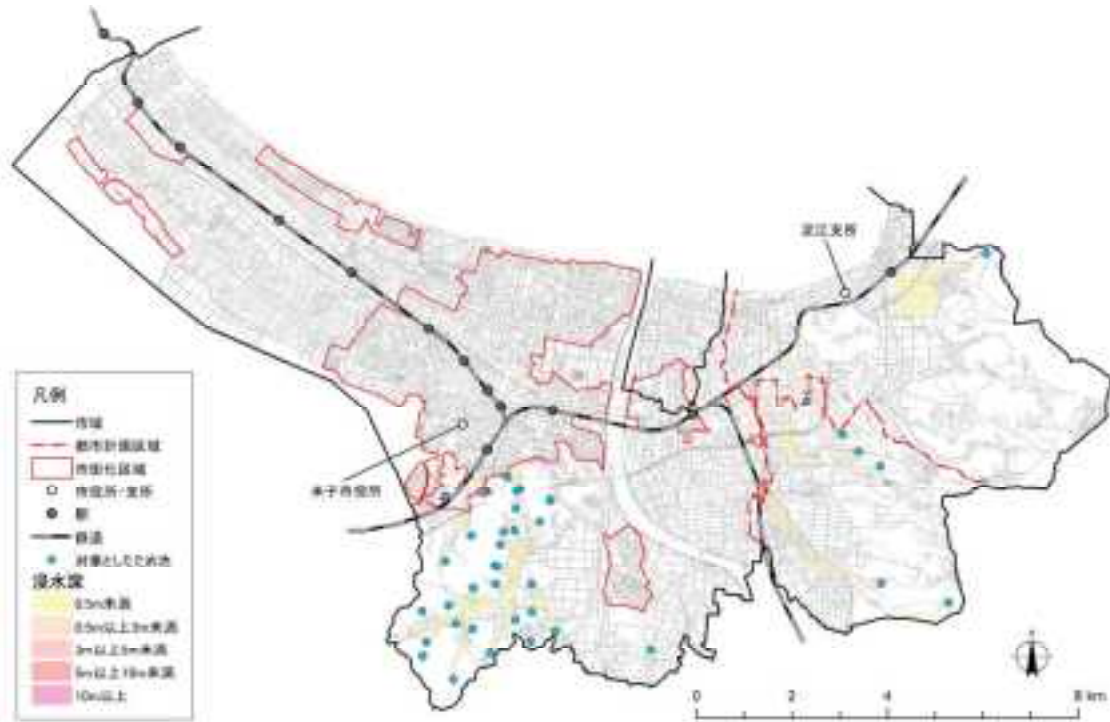 淀江支所
米子市役所
凡例
市域
都市計画区域
市街化区域
市役所・支所
駅
鉄道
対象としたため池
浸水深
0.5m未満
0.5m以上3m未満
3m以上5m未満
5m以上10m未満
10m以上
0 2 4 8 km